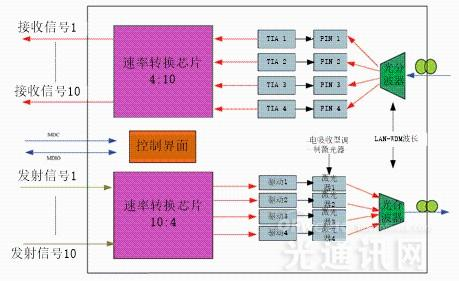 接收信号1
接收信号10
速率转换芯片
4:10
TIA 1
PIN 1
TIA 2
PIN 2
TIA 3
PIN 3
TIA 4
PIN 4
光分
波器
MDC
MDIO
控制界面
电吸收型调
制激光器
LAN-WDM波长
发射信号1
发射信号10
速率转换芯片
10:4
驱动1
激光
器1
驱动2
激光
器2
驱动3
激光
器3
驱动4
激光
器4
波器
光通讯网